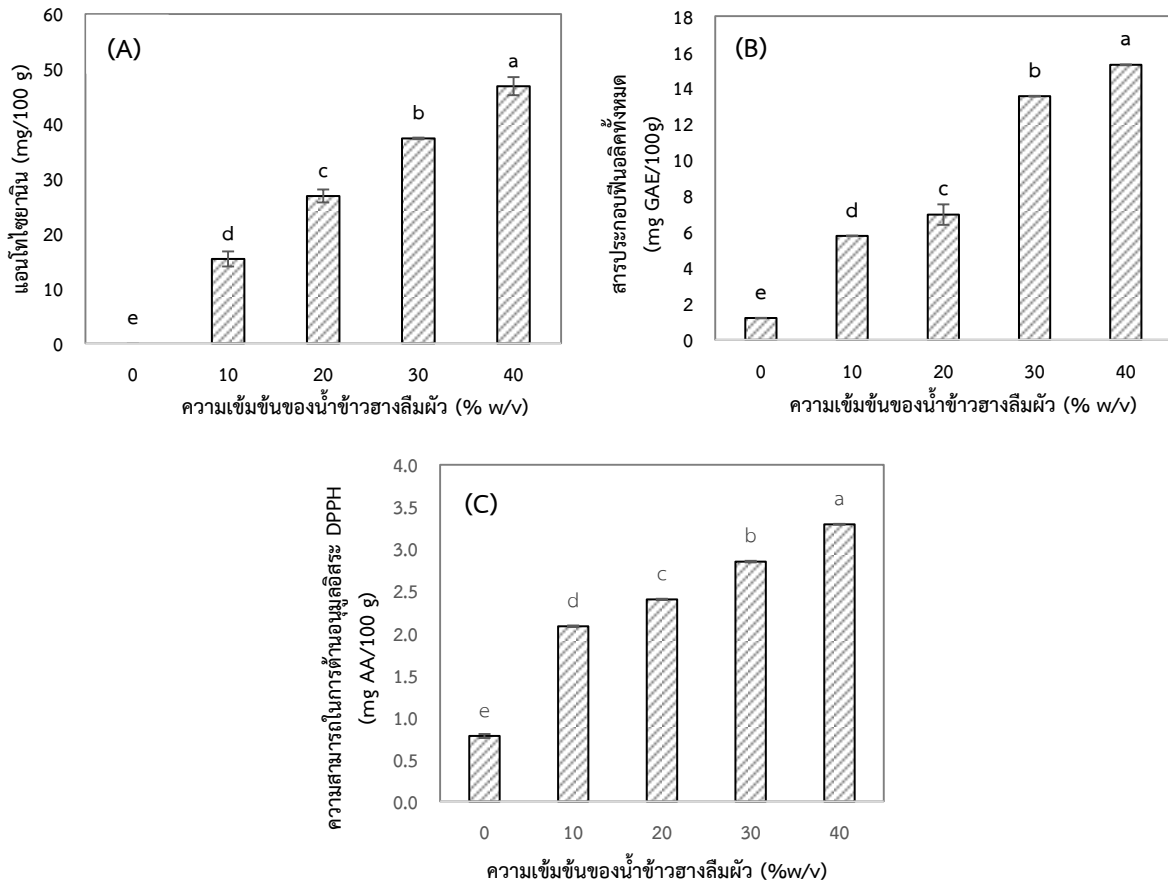 (A)
แอนโทไซยานิน (mg/100 g)
60
50
40
30
20
10
0
e
d
c
b
a
0 10 20 30 40
ความเข้มข้นของน้ำข้าวฮางลืมผัว (% w/v)
(B)
สารประกอบฟีนอลิคทั้งหมด
(mg GAE/100g)
18
16
14
12
10
8
6
4
2
0
e
d
c
b
a
0 10 20 30 40
ความเข้มข้นของน้ำข้าวฮางลืมผัว (% w/v)
(C)
ความสามารถในการต้านอนุมูลอิสระ DPPH
(mg AA/100 g)
4.0
3.5
3.0
2.5
2.0
1.5
1.0
0.5
0.0
e
d
c
b
a
0 10 20 30 40
ความเข้มข้นของน้ำข้าวฮางลืมผัว (%w/v)